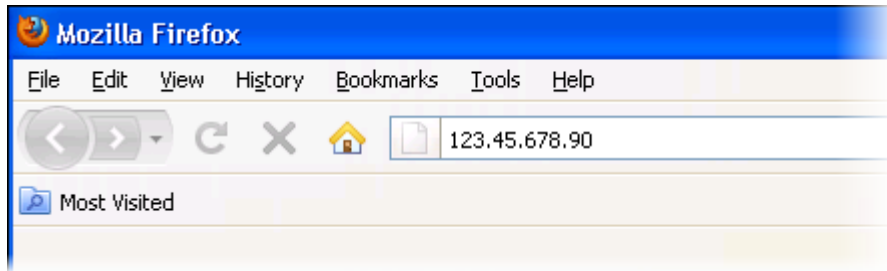 Mozilla Firefox
File Edit View History Bookmarks Tools Help
123.45.678.90
Most Visited